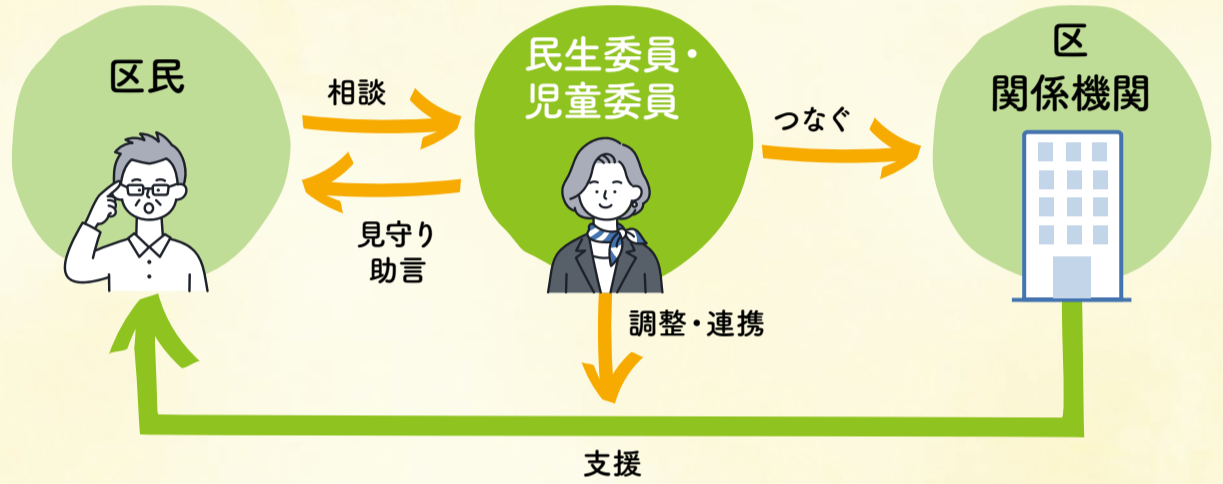 区民
相談
見守り
助言
民生委員・
児童委員
つなぐ
区
関係機関
調整・連携
支援